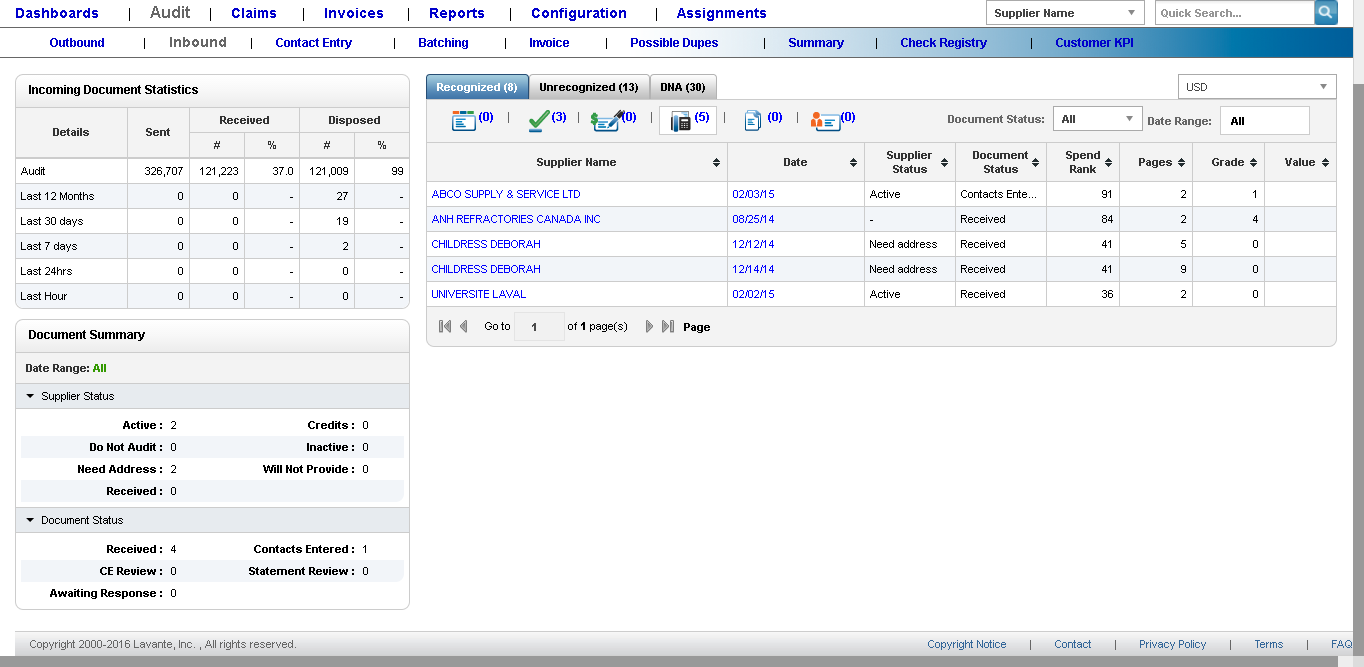 Dashboards | Audit | Claims | Invoices | Reports | Configuration | Assignments Supplier Name Quick Search...
Outbound | Inbound | Contact Entry | Batching | Invoice | Possible Dupes | Summary | Check Registry | Customer KPI
Incoming Document Statistics
Details Sent Received Disposed
# % # %
Audit 326,707 121,223 37.0 121,009 99
Last 12 Months 0 0 - 27 -
Last 30 days 0 0 - 19 -
Last 7 days 0 0 - 2 -
Last 24hrs 0 0 - 0 -
Last Hour 0 0 - 0 -
Document Summary
Date Range: All
Supplier Status
Active : 2 Credits : 0
Do Not Audit : 0 Inactive : 0
Need Address : 2 Will Not Provide : 0
Received : 0
Document Status
Received : 4 Contacts Entered : 1
CE Review : 0 Statement Review : 0
Awaiting Response : 0
Recognized (8) Unrecognized (13) DNA (30) USD
(0) | (3) | (0) | (5) | (0) | (0) Document Status: All Date Range: All
Supplier Name Date Supplier Status Document Status Spend Rank Pages Grade Value
ABCO SUPPLY & SERVICE LTD 02/03/15 Active Contacts Ente... 91 2 1
ANH REFRACTORIES CANADA INC 08/25/14 - Received 84 2 4
CHILDRESS DEBORAH 12/12/14 Need address Received 41 5 0
CHILDRESS DEBORAH 12/14/14 Need address Received 41 9 0
UNIVERSITE LAVAL 02/02/15 Active Received 36 2 0
Go to 1 of 1 page(s) Page
Copyright 2000-2016 Lavante, Inc. , All rights reserved. Copyright Notice | Contact | Privacy Policy | Terms | FAQ